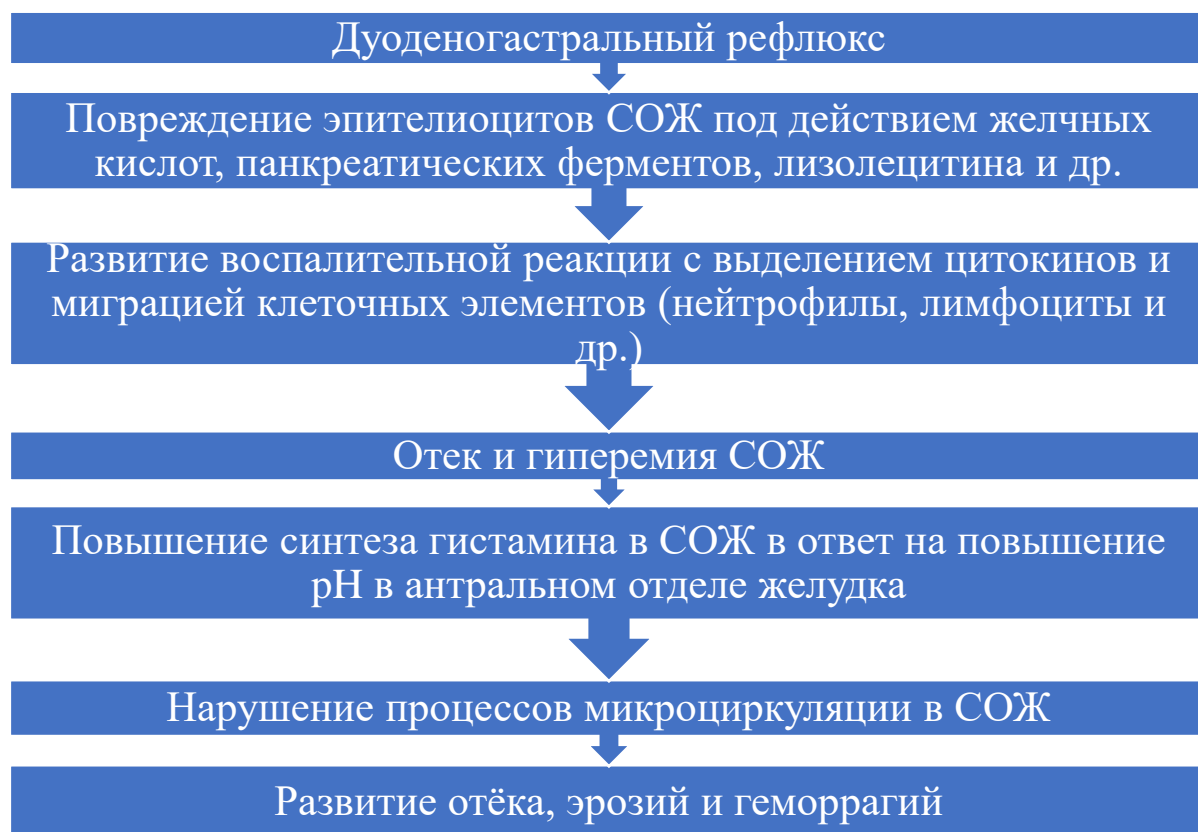 Дуоденогастральный рефлюкс
Повреждение эпителиоцитов СОЖ под действием желчных
кислот, панкреатических ферментов, лизолецитина и др.
Развитие воспалительной реакции с выделением цитокинов и
миграцией клеточных элементов (нейтрофилы, лимфоциты и
др.)
Отек и гиперемия СОЖ
Повышение синтеза гистамина в СОЖ в ответ на повышение
pH в антральном отделе желудка
Нарушение процессов микроциркуляции в СОЖ
Развитие отёка, эрозий и геморрагий